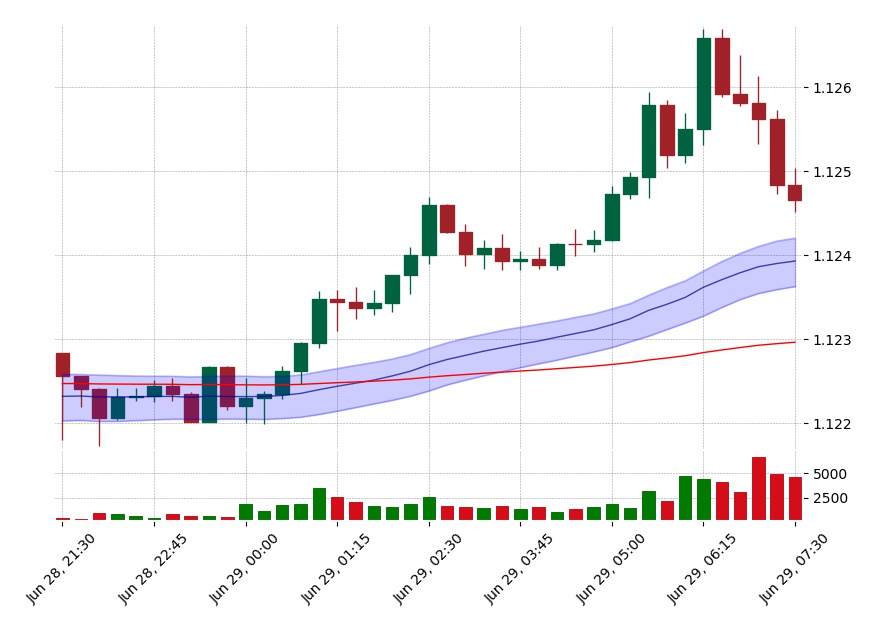 1.126
1.125
1.124
1.123
1.122
5000
2500
Jun 28, 21:30
Jun 28, 22:45
Jun 29, 00:00
Jun 29, 01:15
Jun 29, 02:30
Jun 29, 03:45
Jun 29, 05:00
Jun 29, 06:15
Jun 29, 07:30